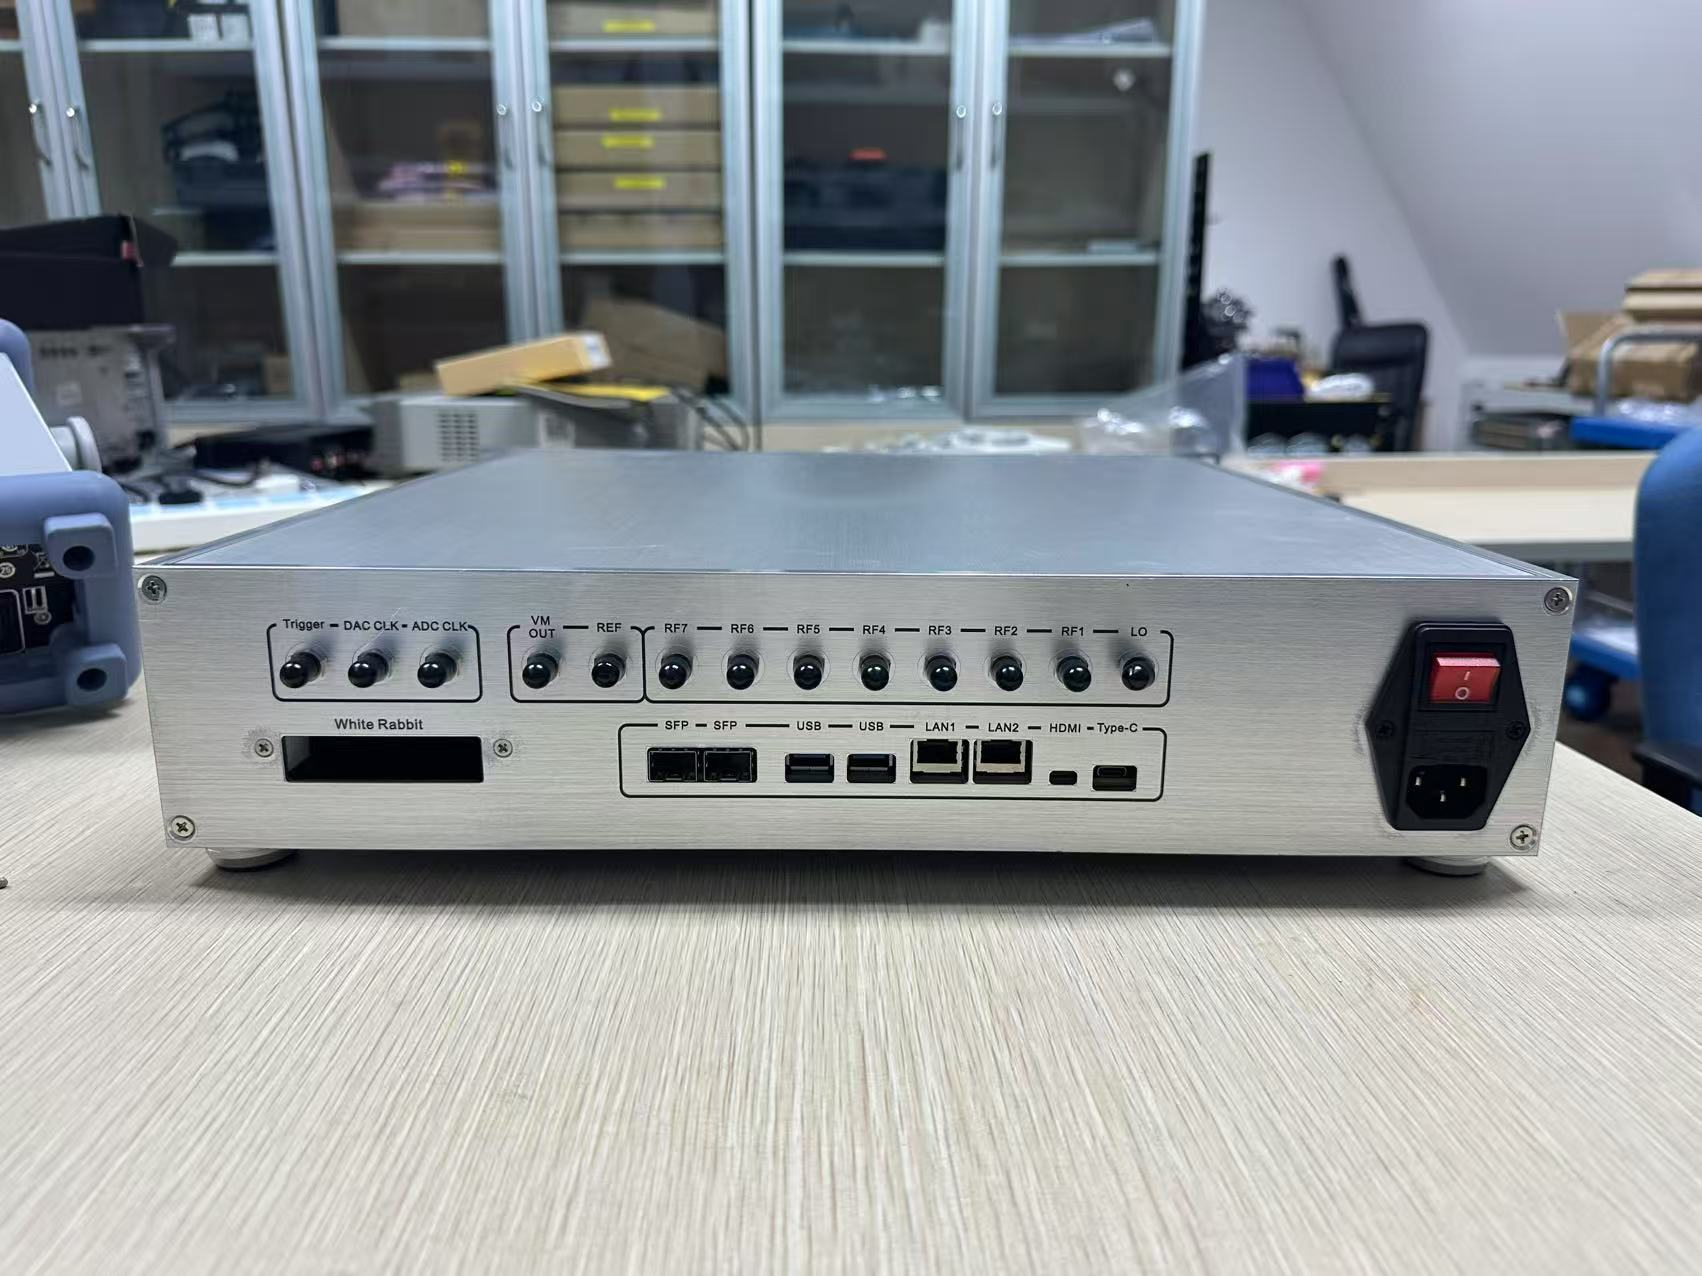 Trigger DAC CLK ADC CLK
VM OUT REF
RF7 RF6 RF5 RF4 RF3 RF2 RF1 LO
White Rabbit
SFP SFP USB USB LAN1 LAN2 HDMI Type-C
I
O
25